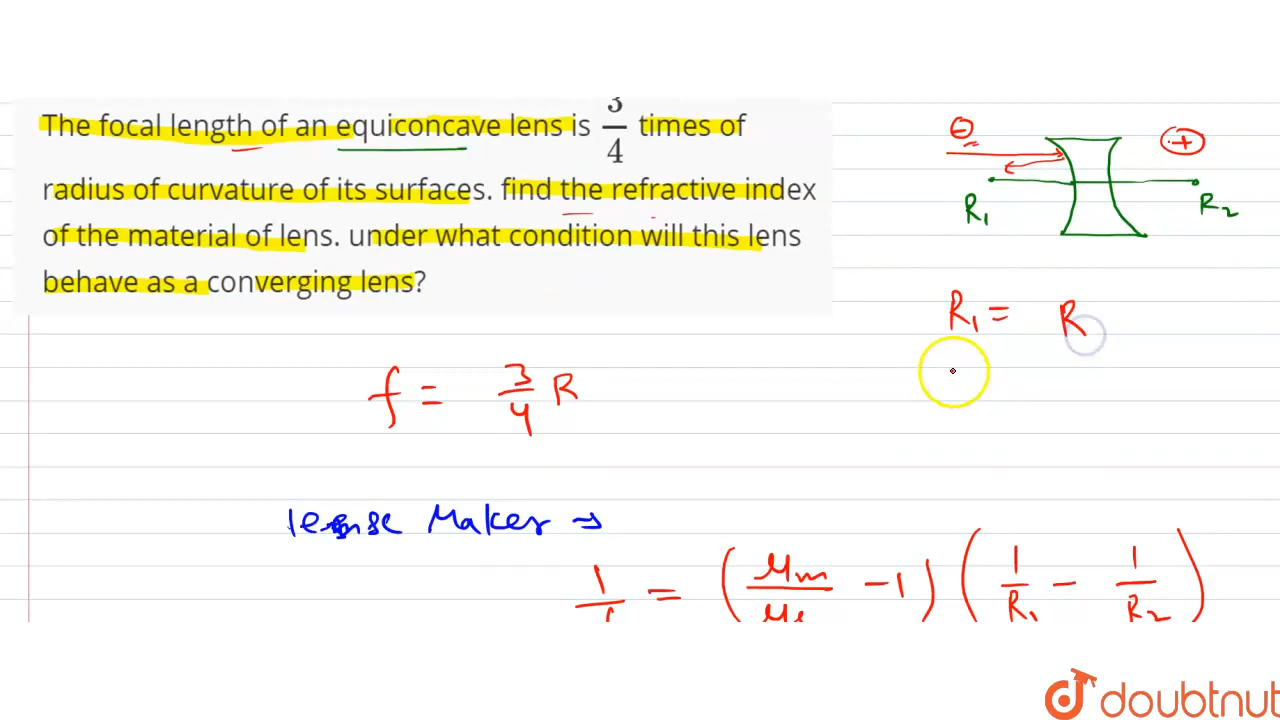 The focal length of an equiconcave lens is 3/4 times of
radius of curvature of its surfaces. find the refractive index
of the material of lens. under what condition will this lens
behave as a converging lens?
⊖
⊕
R₁
R₂
R₁ = R
f = 3/4 R
Maker →
1/f = (μm/μs − 1) (1/R₁ − 1/R₂)
doubtnut